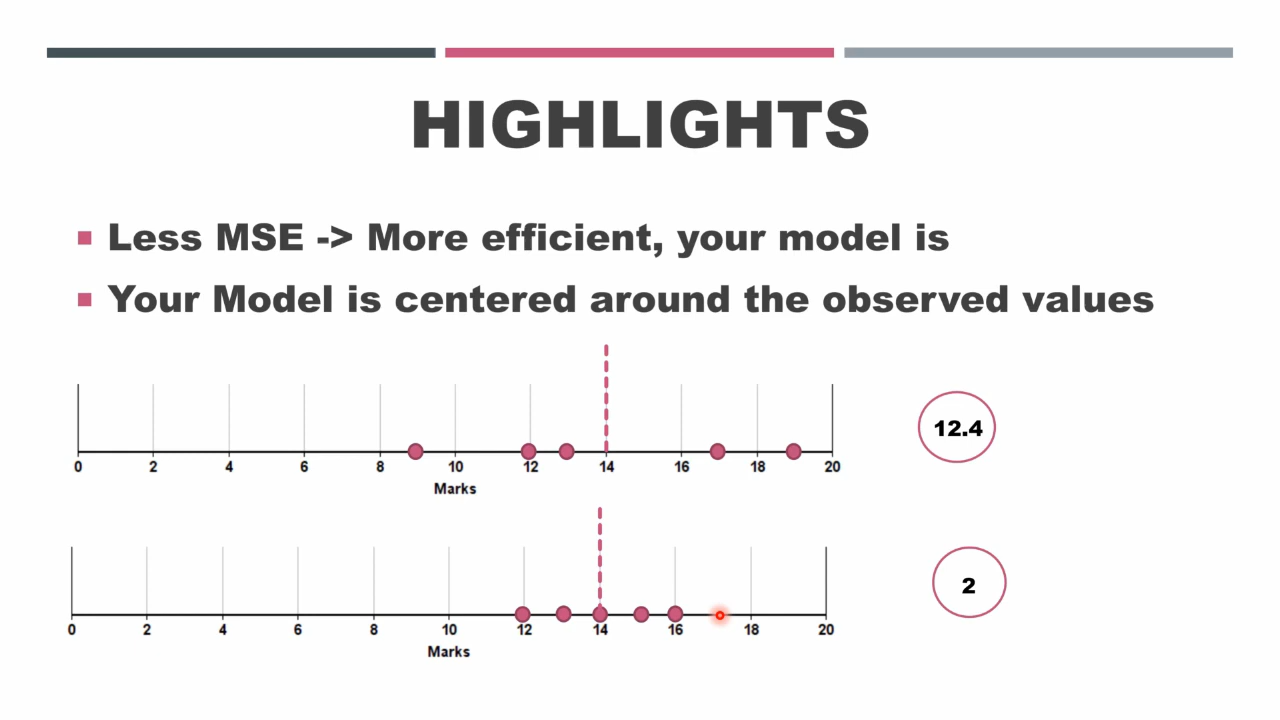 HIGHLIGHTS
Less MSE -> More efficient, your model is
Your Model is centered around the observed values
12.4
0 2 4 6 8 10 12 14 16 18 20
Marks
2
0 2 4 6 8 10 12 14 16 18 20
Marks